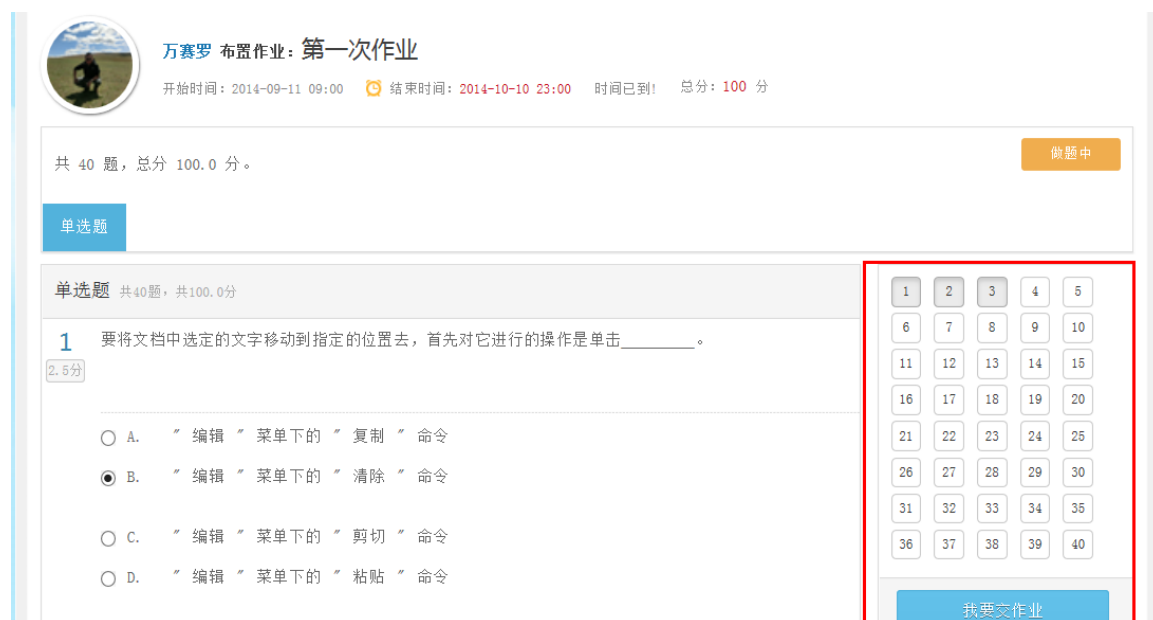 万赛罗 布置作业：第一次作业
开始时间：2014-09-11 09:00 结束时间：2014-10-10 23:00 时间已到! 总分：100 分
共 40 题，总分 100.0 分。
做题中
单选题
单选题 共40题，共100.0分
1 要将文档中选定的文字移动到指定的位置去，首先对它进行的操作是单击________。
2.5分
A. ″ 编辑 ″ 菜单下的 ″ 复制 ″ 命令
B. ″ 编辑 ″ 菜单下的 ″ 清除 ″ 命令
C. ″ 编辑 ″ 菜单下的 ″ 剪切 ″ 命令
D. ″ 编辑 ″ 菜单下的 ″ 粘贴 ″ 命令
1 2 3 4 5
6 7 8 9 10
11 12 13 14 15
16 17 18 19 20
21 22 23 24 25
26 27 28 29 30
31 32 33 34 35
36 37 38 39 40
我要交作业